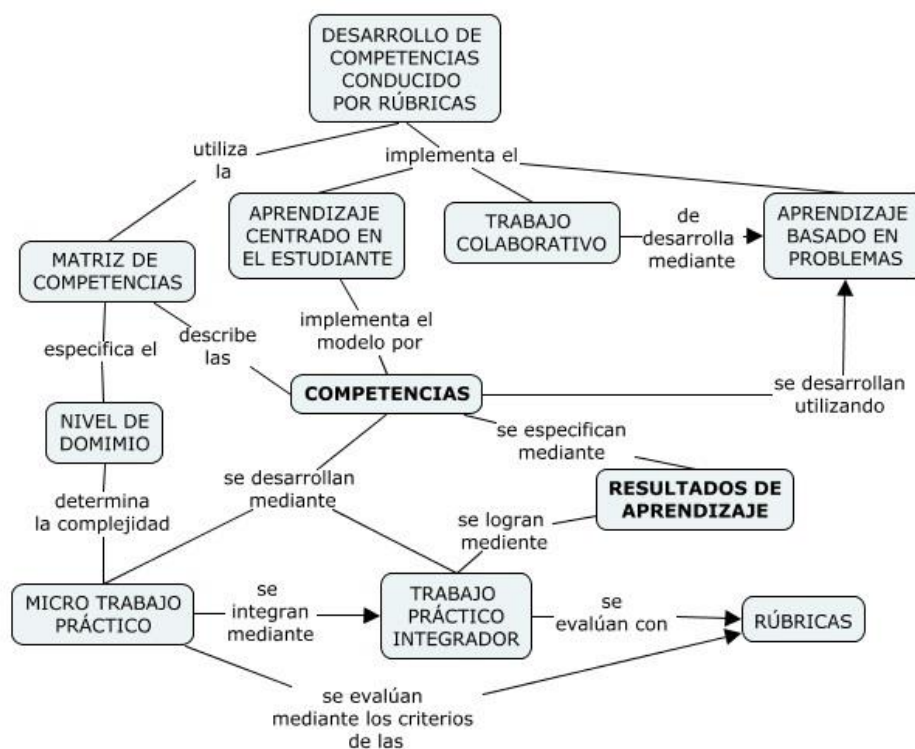 DESARROLLO DE
COMPETENCIAS
CONDUCIDO
POR RÚBRICAS
utiliza
la
implementa el
APRENDIZAJE
CENTRADO EN
EL ESTUDIANTE
TRABAJO
COLABORATIVO
de
desarrolla
mediante
APRENDIZAJE
BASADO EN
PROBLEMAS
MATRIZ DE
COMPETENCIAS
especifica el
describe
las
implementa el
modelo por
COMPETENCIAS
se desarrollan
utilizando
NIVEL DE
DOMIMIO
se especifican
mediante
determina
la complejidad
se desarrollan
mediante
RESULTADOS DE
APRENDIZAJE
se logran
mediente
MICRO TRABAJO
PRÁCTICO
se
integran
mediante
TRABAJO
PRÁCTICO
INTEGRADOR
se
evalúan con
RÚBRICAS
se evalúan
mediante los criterios
de las